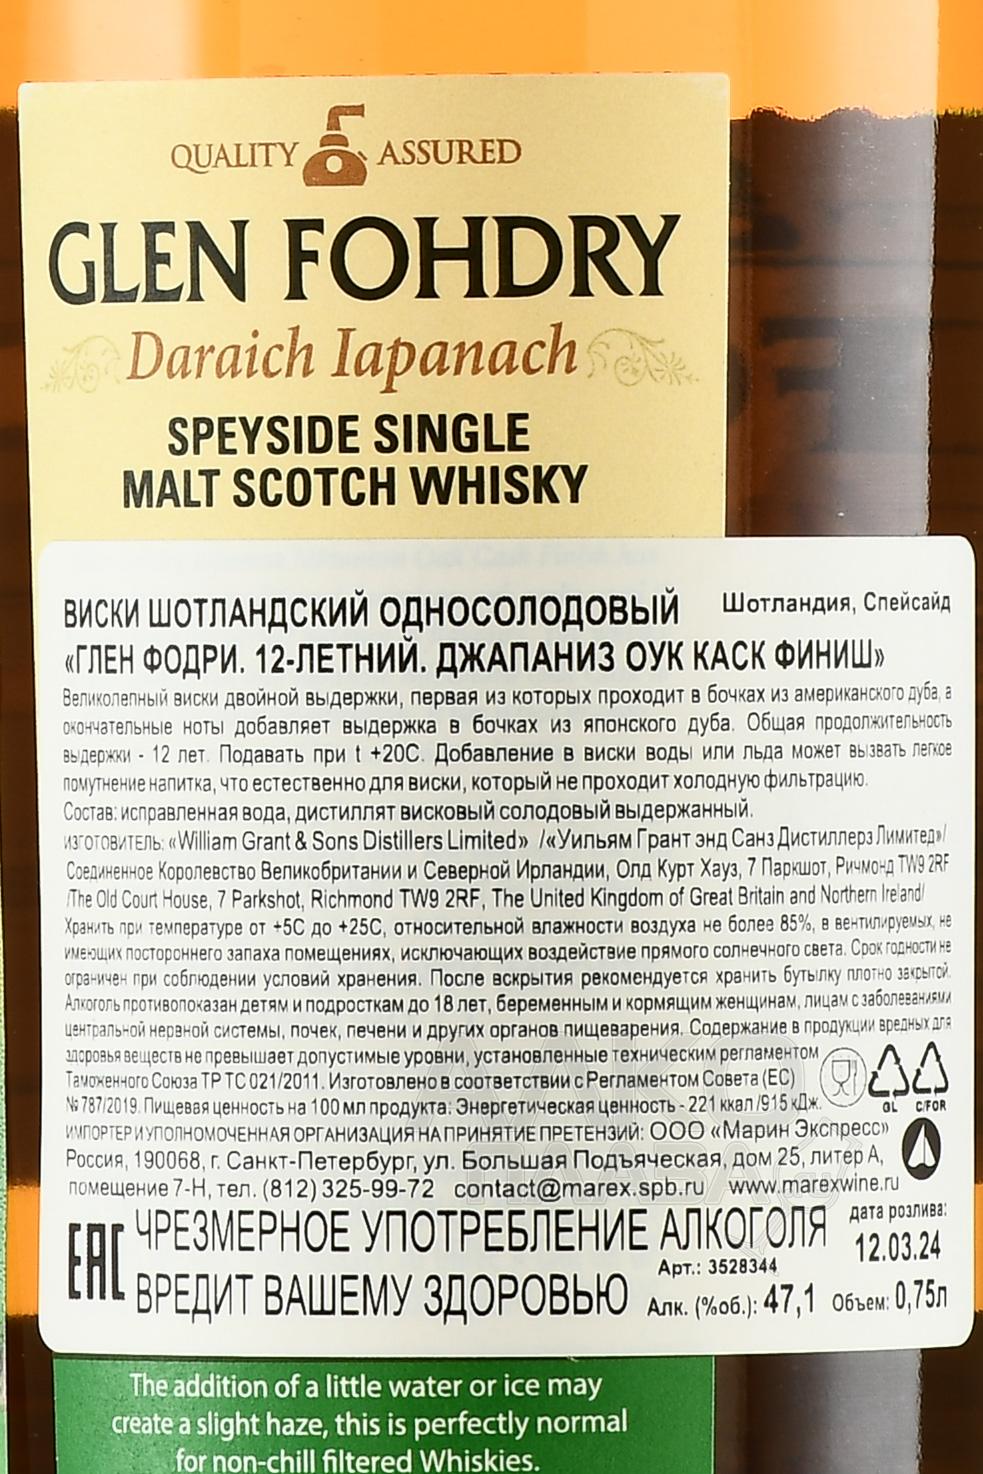 QUALITY ASSURED
GLEN FOHDRY
Daraich Iapanach
SPEYSIDE SINGLE
MALT SCOTCH WHISKY
ВИСКИ ШОТЛАНДСКИЙ ОДНОСОЛОДОВЫЙ Шотландия, Спейсайд
«ГЛЕН ФОДРИ. 12-ЛЕТНИЙ. ДЖАПАНИЗ ОУК КАСК ФИНИШ»
Великолепный виски двойной выдержки, первая из которых проходит в бочках из американского дуба, а
окончательные ноты добавляет выдержка в бочках из японского дуба. Общая продолжительность
выдержки - 12 лет. Подавать при t +20С. Добавление в виски воды или льда может вызвать легкое
помутнение напитка, что естественно для виски, который не проходит холодную фильтрацию.
Состав: исправленная вода, дистиллят висковый солодовый выдержанный.
ИЗГОТОВИТЕЛЬ: «William Grant & Sons Distillers Limited» /«Уильям Грант энд Санз Дистиллерз Лимитед»/
Соединенное Королевство Великобритании и Северной Ирландии, Олд Курт Хауз, 7 Паркшот, Ричмонд TW9 2RF
/The Old Court House, 7 Parkshot, Richmond TW9 2RF, The United Kingdom of Great Britain and Northern Ireland/
Хранить при температуре от +5С до +25С, относительной влажности воздуха не более 85%, в вентилируемых, не
имеющих постороннего запаха помещениях, исключающих воздействие прямого солнечного света. Срок годности не
ограничен при соблюдении условий хранения. После вскрытия рекомендуется хранить бутылку плотно закрытой.
Алкоголь противопоказан детям и подросткам до 18 лет, беременным и кормящим женщинам, лицам с заболеваниями
центральной нервной системы, почек, печени и других органов пищеварения. Содержание в продукции вредных для
здоровья веществ не превышает допустимые уровни, установленные техническим регламентом
Таможенного Союза ТР ТС 021/2011. Изготовлено в соответствии с Регламентом Совета (ЕС)
№ 787/2019. Пищевая ценность на 100 мл продукта: Энергетическая ценность - 221 ккал /915 кДж.
GL C/FOR
ИМПОРТЕР И УПОЛНОМОЧЕННАЯ ОРГАНИЗАЦИЯ НА ПРИНЯТИЕ ПРЕТЕНЗИЙ: ООО «Марин Экспресс»
Россия, 190068, г. Санкт-Петербург, ул. Большая Подъяческая, дом 25, литер А,
помещение 7-Н, тел. (812) 325-99-72 contact@marex.spb.ru www.marexwine.ru
EAC ЧРЕЗМЕРНОЕ УПОТРЕБЛЕНИЕ АЛКОГОЛЯ дата розлива:
12.03.24
Арт.: 3528344
ВРЕДИТ ВАШЕМУ ЗДОРОВЬЮ Алк. (%об.): 47,1 Объем: 0,75л
The addition of a little water or ice may
create a slight haze, this is perfectly normal
for non-chill filtered Whiskies.